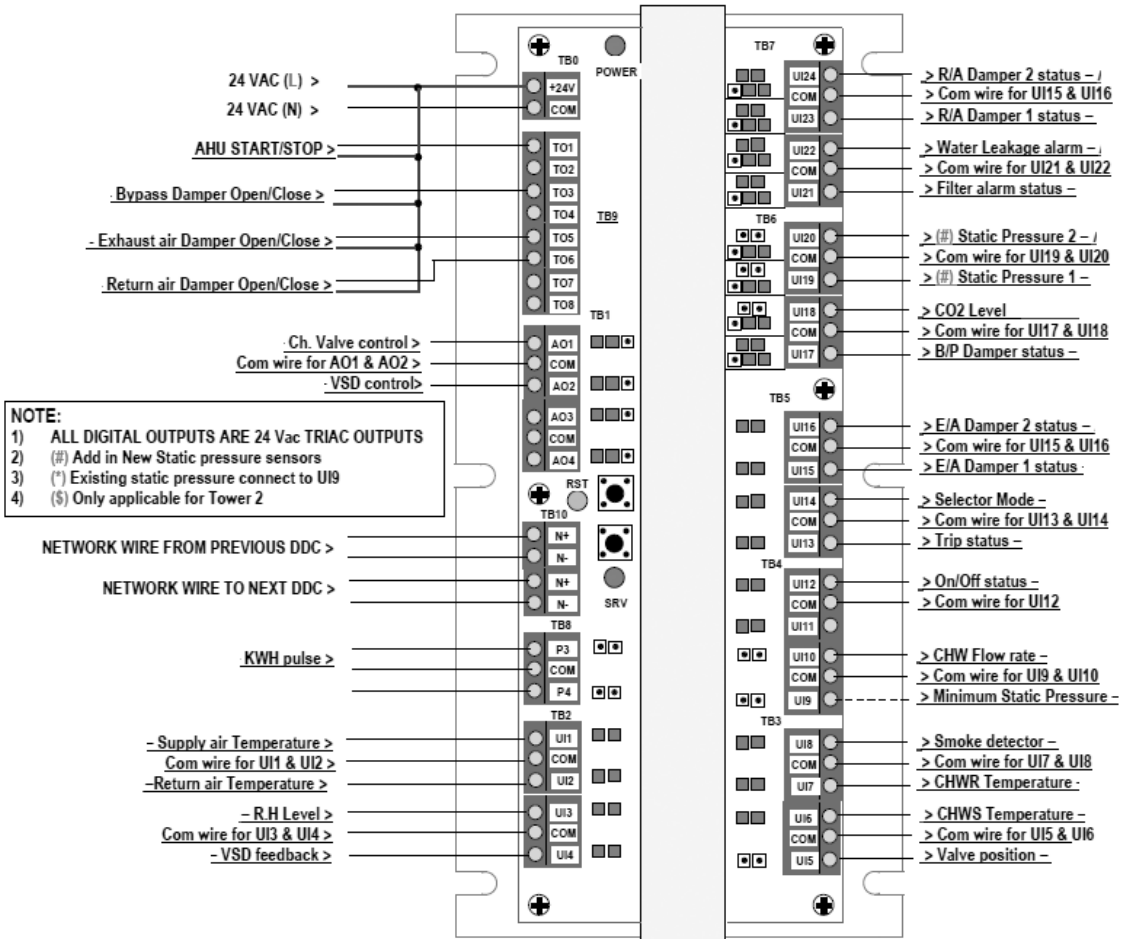 TB0
POWER
24 VAC (L) >
+24V
24 VAC (N) >
COM
AHU START/STOP >
TO1
TO2
- Bypass Damper Open/Close >
TO3
TO4
TB9
- Exhaust air Damper Open/Close >
TO5
TO6
- Return air Damper Open/Close >
TO7
TO8
TB1
- Ch. Valve control >
AO1
Com wire for AO1 & AO2 >
COM
- VSD control>
AO2
AO3
COM
AO4
NOTE:
1) ALL DIGITAL OUTPUTS ARE 24 Vac TRIAC OUTPUTS
2) (#) Add in New Static pressure sensors
3) (*) Existing static pressure connect to UI9
4) ($) Only applicable for Tower 2
RST
TB10
NETWORK WIRE FROM PREVIOUS DDC >
N+
N-
NETWORK WIRE TO NEXT DDC >
N+
N-
SRV
TB8
KWH pulse >
P3
COM
P4
TB2
– Supply air Temperature >
UI1
Com wire for UI1 & UI2 >
COM
–Return air Temperature >
UI2
– R.H Level >
UI3
Com wire for UI3 & UI4 >
COM
– VSD feedback >
UI4
TB7
UI24
> R/A Damper 2 status – /
COM
> Com wire for UI15 & UI16
UI23
> R/A Damper 1 status –
UI22
> Water Leakage alarm – /
COM
> Com wire for UI21 & UI22
UI21
> Filter alarm status –
TB6
UI20
> (#) Static Pressure 2 – /
COM
> Com wire for UI19 & UI20
UI19
> (#) Static Pressure 1 –
UI18
> CO2 Level
COM
> Com wire for UI17 & UI18
UI17
> B/P Damper status –
TB5
UI16
> E/A Damper 2 status –
COM
> Com wire for UI15 & UI16
UI15
> E/A Damper 1 status -
UI14
> Selector Mode –
COM
> Com wire for UI13 & UI14
UI13
> Trip status –
TB4
UI12
> On/Off status –
COM
> Com wire for UI12
UI11
UI10
> CHW Flow rate –
COM
> Com wire for UI9 & UI10
UI9
> Minimum Static Pressure –
TB3
UI8
> Smoke detector –
COM
> Com wire for UI7 & UI8
UI7
> CHWR Temperature -
UI6
> CHWS Temperature –
COM
> Com wire for UI5 & UI6
UI5
> Valve position –